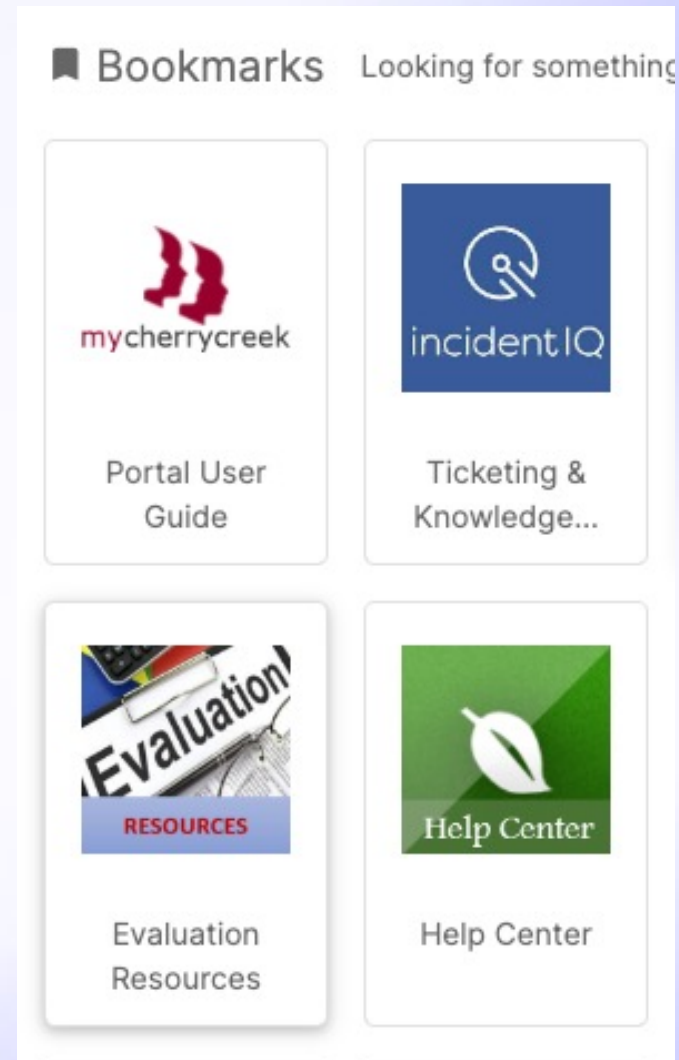 Bookmarks Looking for something
mycherrycreek
incidentIQ
Portal User
Guide
Ticketing &
Knowledge...
Evaluation
RESOURCES
Help Center
Evaluation
Resources
Help Center